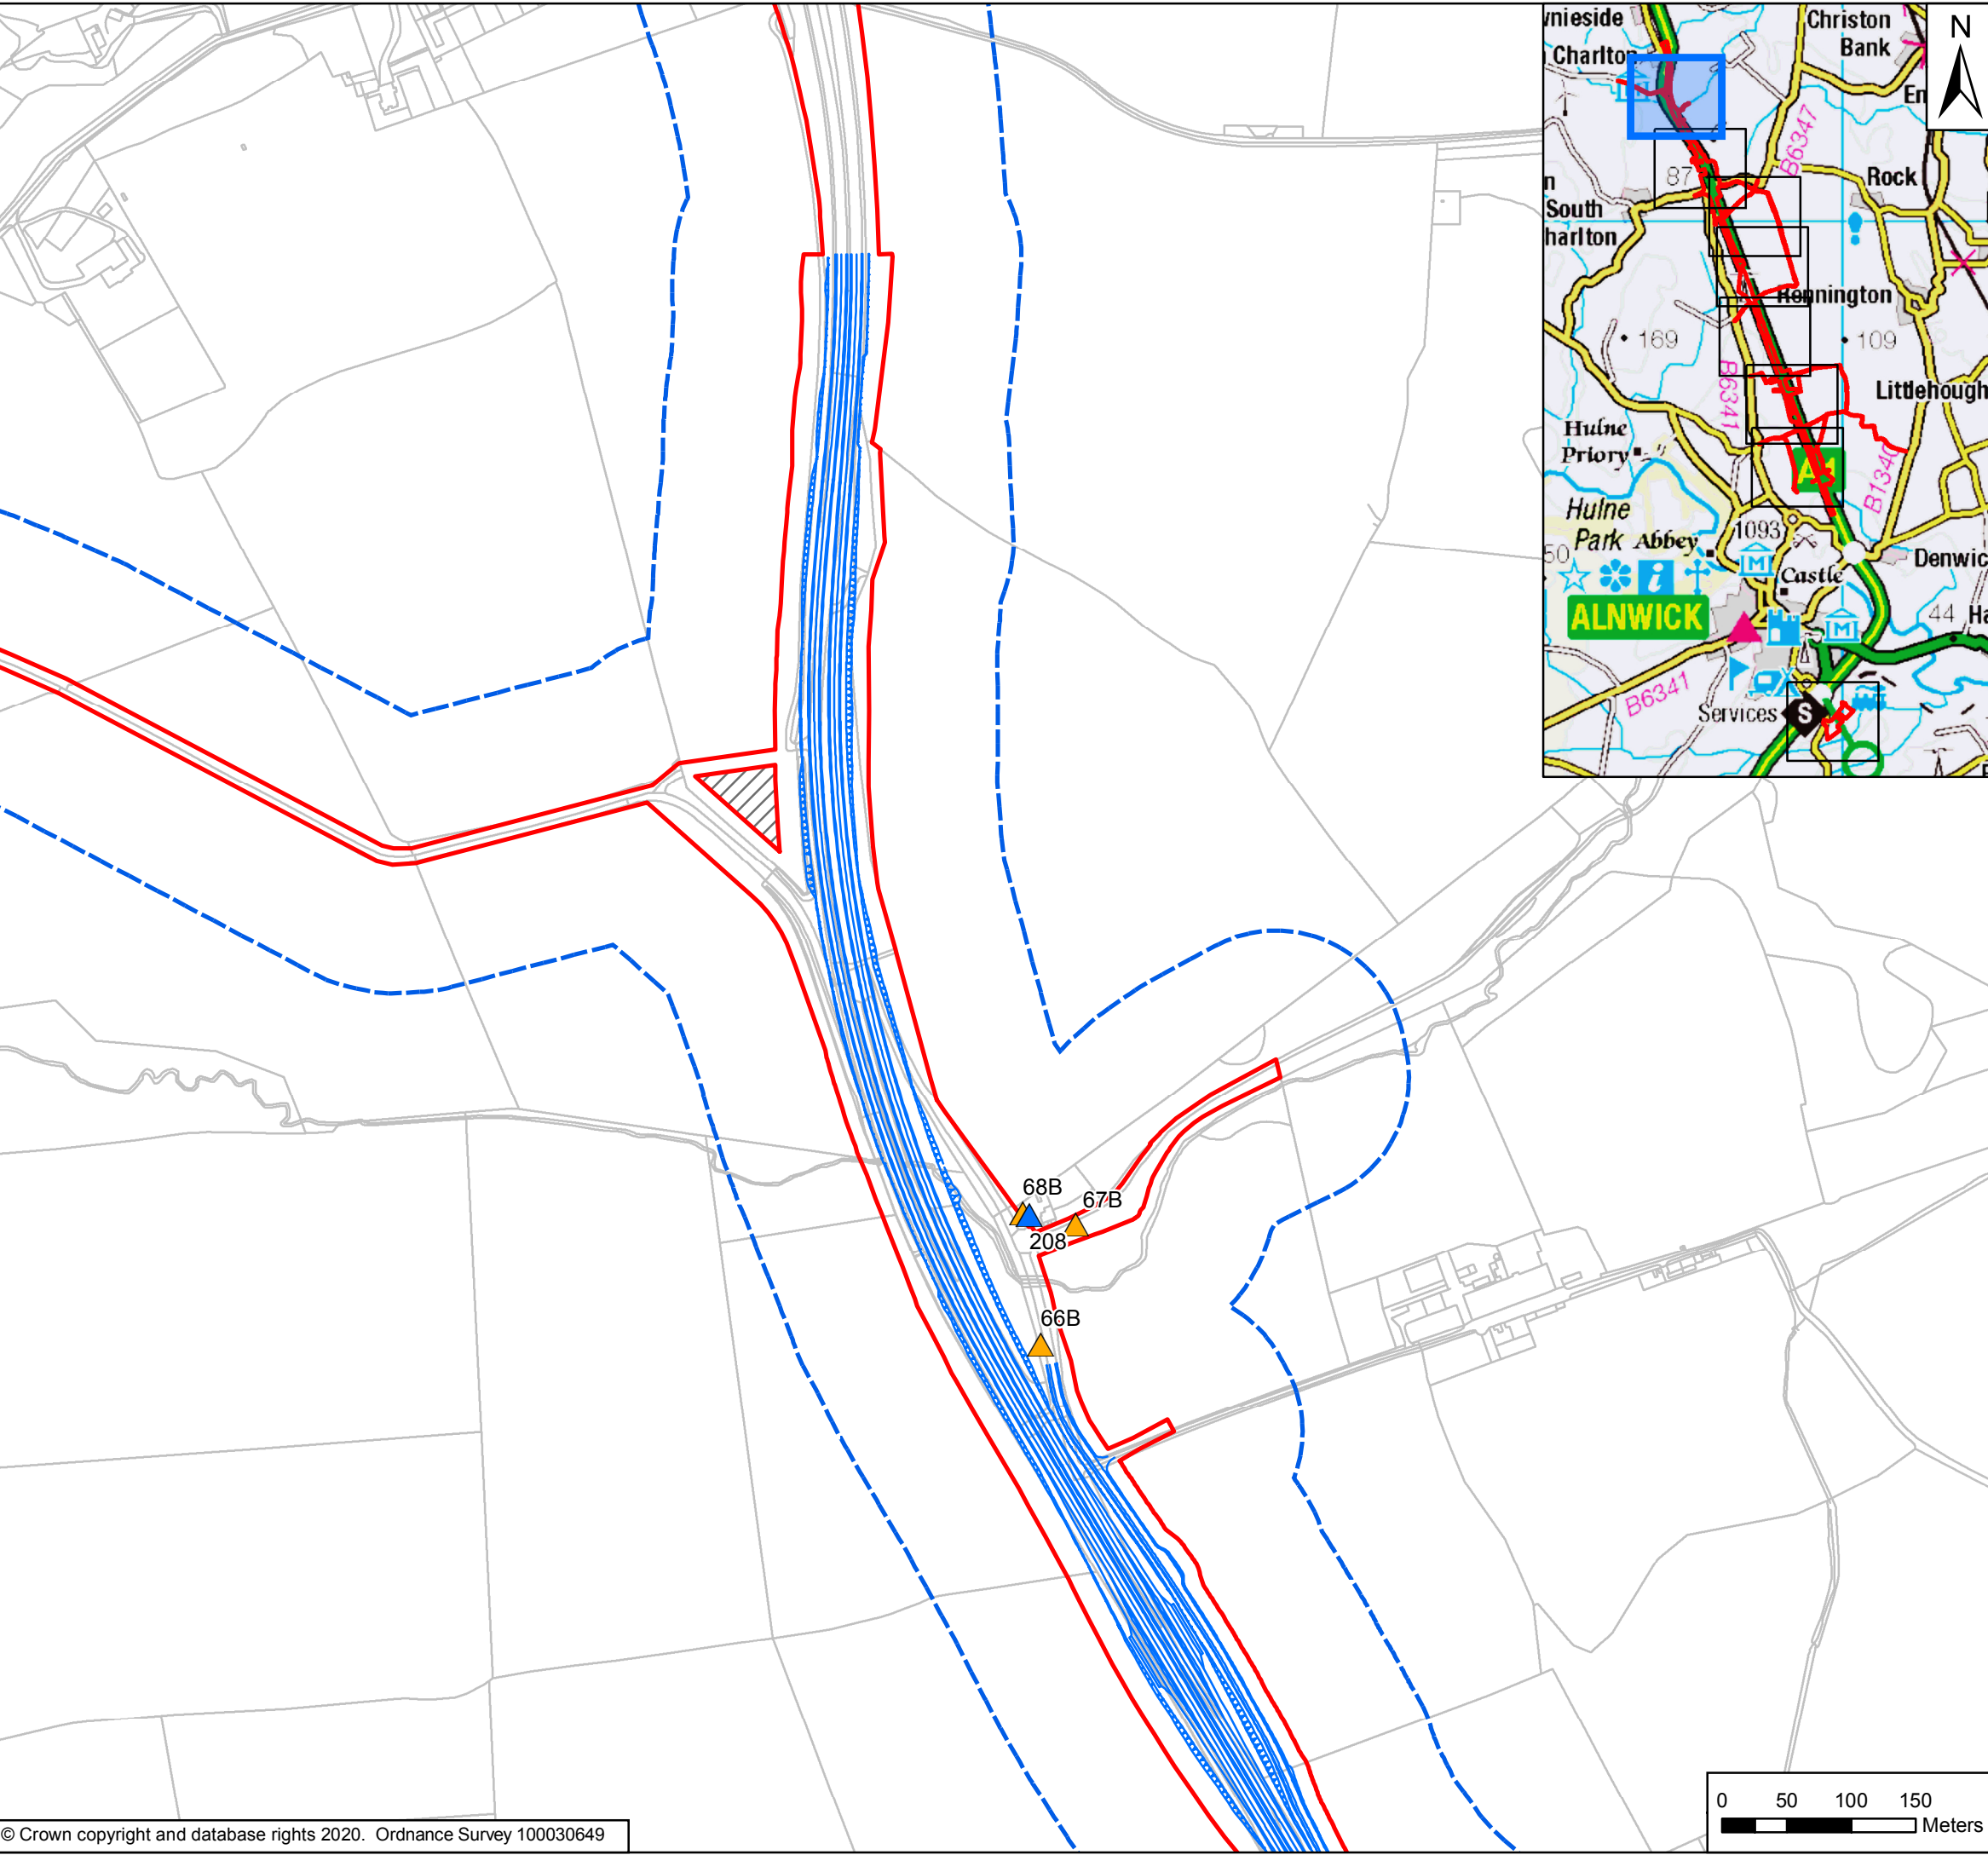 vnieside
Christon
Bank
Charlton
N
En
B6347
87
Rock
n
South
harlton
Rennington
169
109
B6341
Littlehough
Hulne
Priory
A1
B1340
Hulne
Park
Abbey
1093
50
Denwic
Castle
ALNWICK
44
Ha
B6341
Services
S
68B
67B
208
66B
0 50 100 150
Meters
© Crown copyright and database rights 2020. Ordnance Survey 100030649